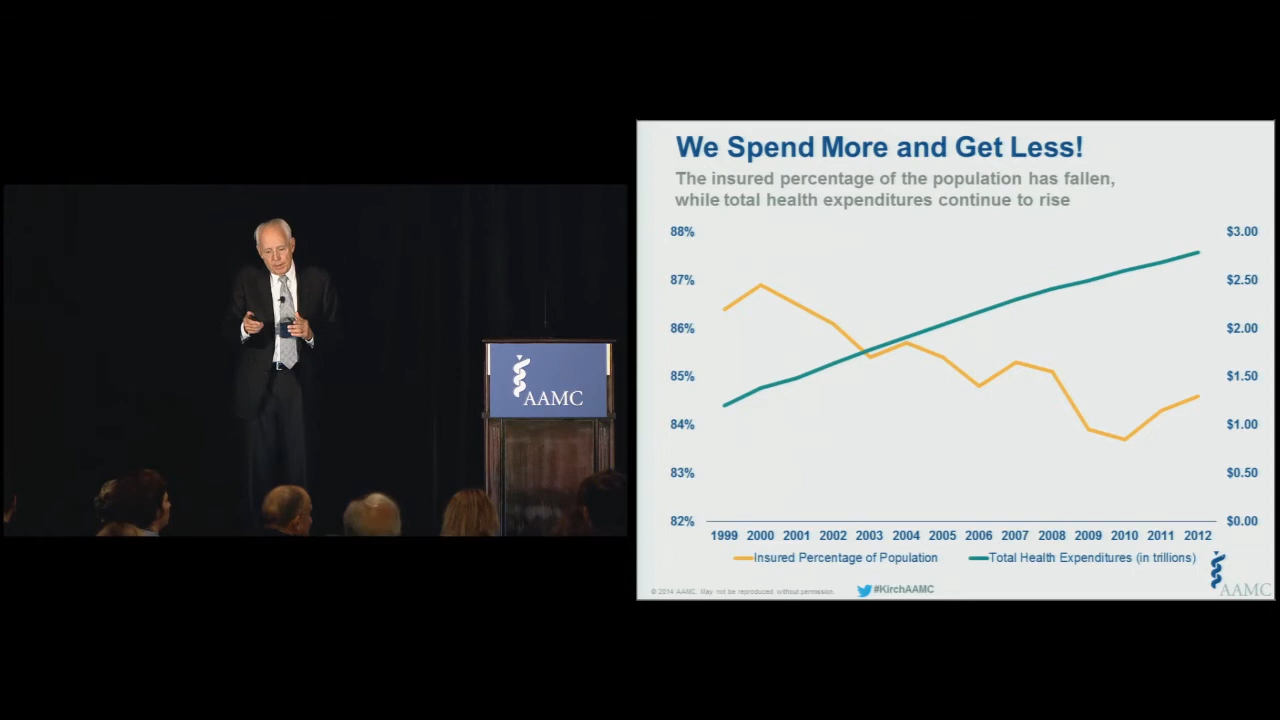 We Spend More and Get Less!
The insured percentage of the population has fallen,
while total health expenditures continue to rise
88%
87%
86%
85%
84%
83%
82%
$3.00
$2.50
$2.00
$1.50
$1.00
$0.50
$0.00
1999 2000 2001 2002 2003 2004 2005 2006 2007 2008 2009 2010 2011 2012
Insured Percentage of Population
Total Health Expenditures (in trillions)
© 2014 AAMC. May not be reproduced without permission.
#KirchAAMC
AAMC
AAMC